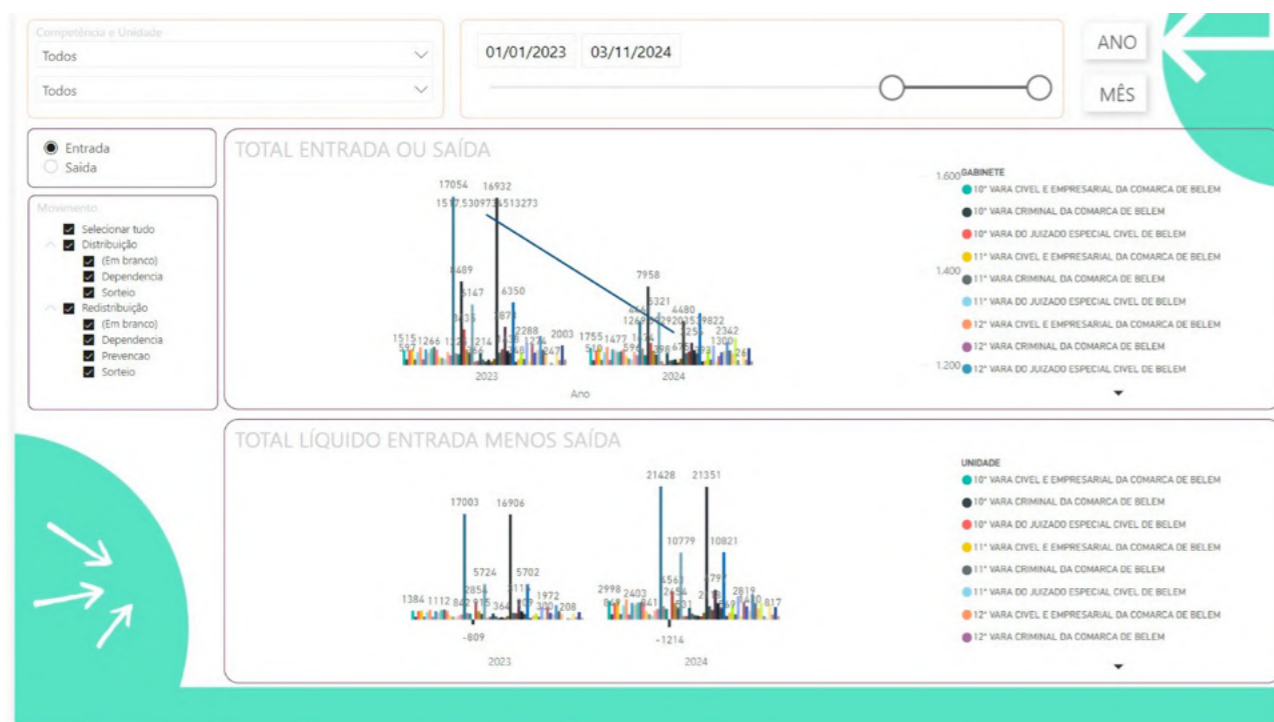 Competência e Unidade
Todos
Todos
01/01/2023 03/11/2024
ANO
MÊS
Entrada
Saída
Movimento
Selecionar tudo
Distribuição
(Em branco)
Dependencia
Sorteio
Redistribuição
(Em branco)
Dependencia
Prevencao
Sorteio
TOTAL ENTRADA OU SAÍDA
17054 16932
7958
6350
4480
2288
2003
2342
1515
1266
1755
1477
2023 2024
Ano
1.600
1.400
1.200
GABINETE
10ª VARA CIVEL E EMPRESARIAL DA COMARCA DE BELEM
10ª VARA CRIMINAL DA COMARCA DE BELEM
10ª VARA DO JUIZADO ESPECIAL CIVEL DE BELEM
11ª VARA CIVEL E EMPRESARIAL DA COMARCA DE BELEM
11ª VARA CRIMINAL DA COMARCA DE BELEM
11ª VARA DO JUIZADO ESPECIAL CIVEL DE BELEM
12ª VARA CIVEL E EMPRESARIAL DA COMARCA DE BELEM
12ª VARA CRIMINAL DA COMARCA DE BELEM
12ª VARA DO JUIZADO ESPECIAL CIVEL DE BELEM
TOTAL LÍQUIDO ENTRADA MENOS SAÍDA
21428 21351
17003 16906
10779 10821
5724 5702
2998 2403
2854
2819
1384 1112
1972
208
817
-809
-1214
2023 2024
UNIDADE
10ª VARA CIVEL E EMPRESARIAL DA COMARCA DE BELEM
10ª VARA CRIMINAL DA COMARCA DE BELEM
10ª VARA DO JUIZADO ESPECIAL CIVEL DE BELEM
11ª VARA CIVEL E EMPRESARIAL DA COMARCA DE BELEM
11ª VARA CRIMINAL DA COMARCA DE BELEM
11ª VARA DO JUIZADO ESPECIAL CIVEL DE BELEM
12ª VARA CIVEL E EMPRESARIAL DA COMARCA DE BELEM
12ª VARA CRIMINAL DA COMARCA DE BELEM